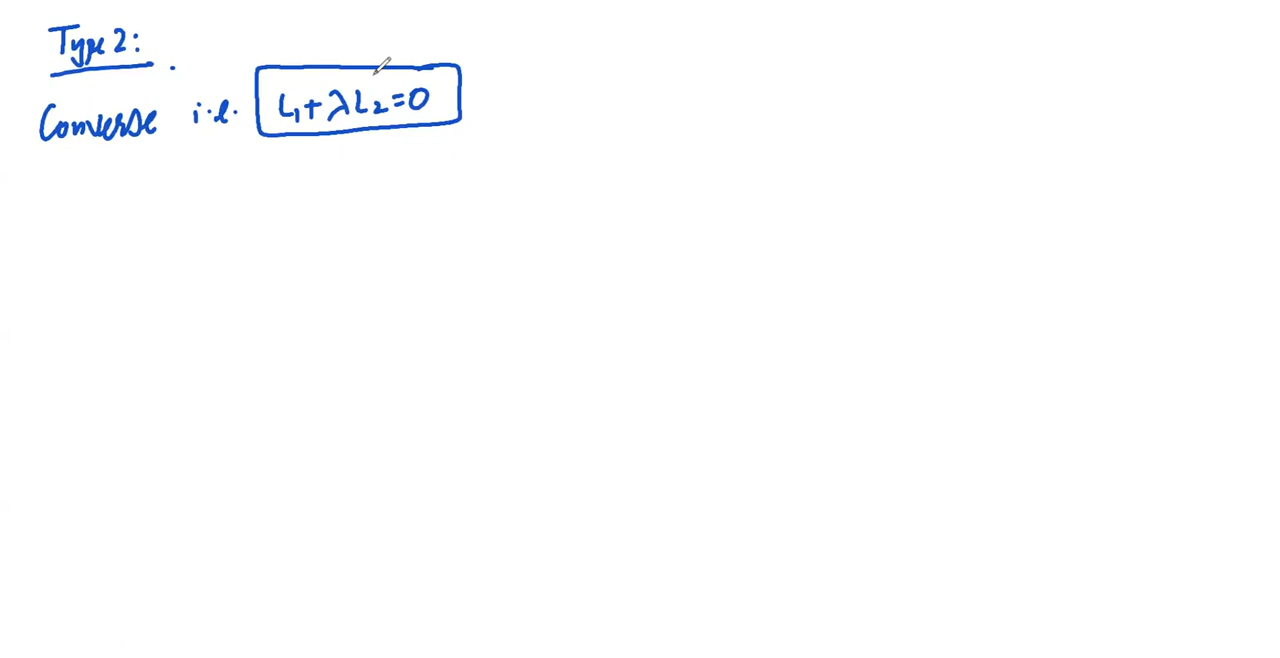 Type 2:
Converse i.e. L₁+λL₂=0